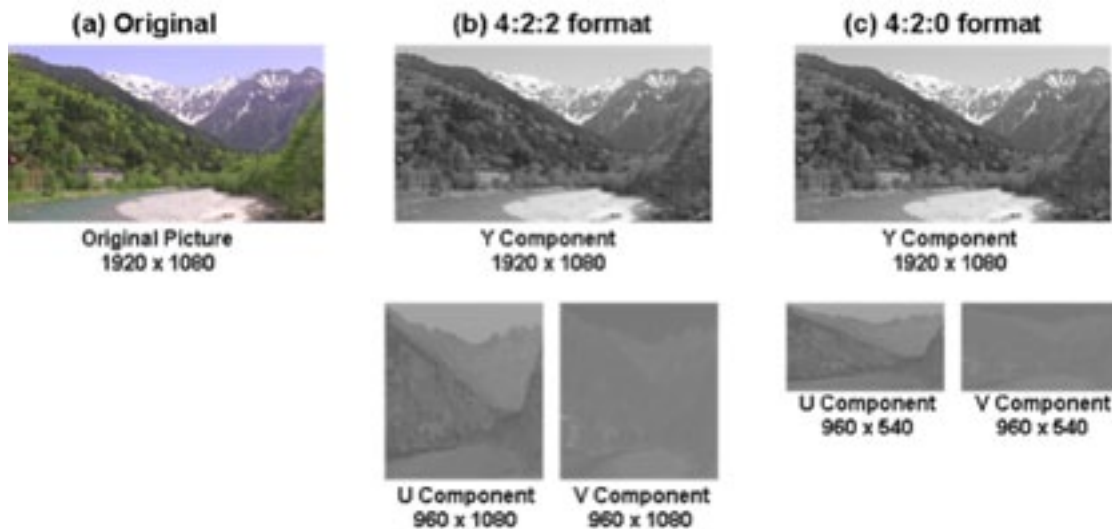 (a) Original
(b) 4:2:2 format
(c) 4:2:0 format
Original Picture
1920 x 1080
Y Component
1920 x 1080
Y Component
1920 x 1080
U Component
960 x 1080
V Component
960 x 1080
U Component
960 x 540
V Component
960 x 540